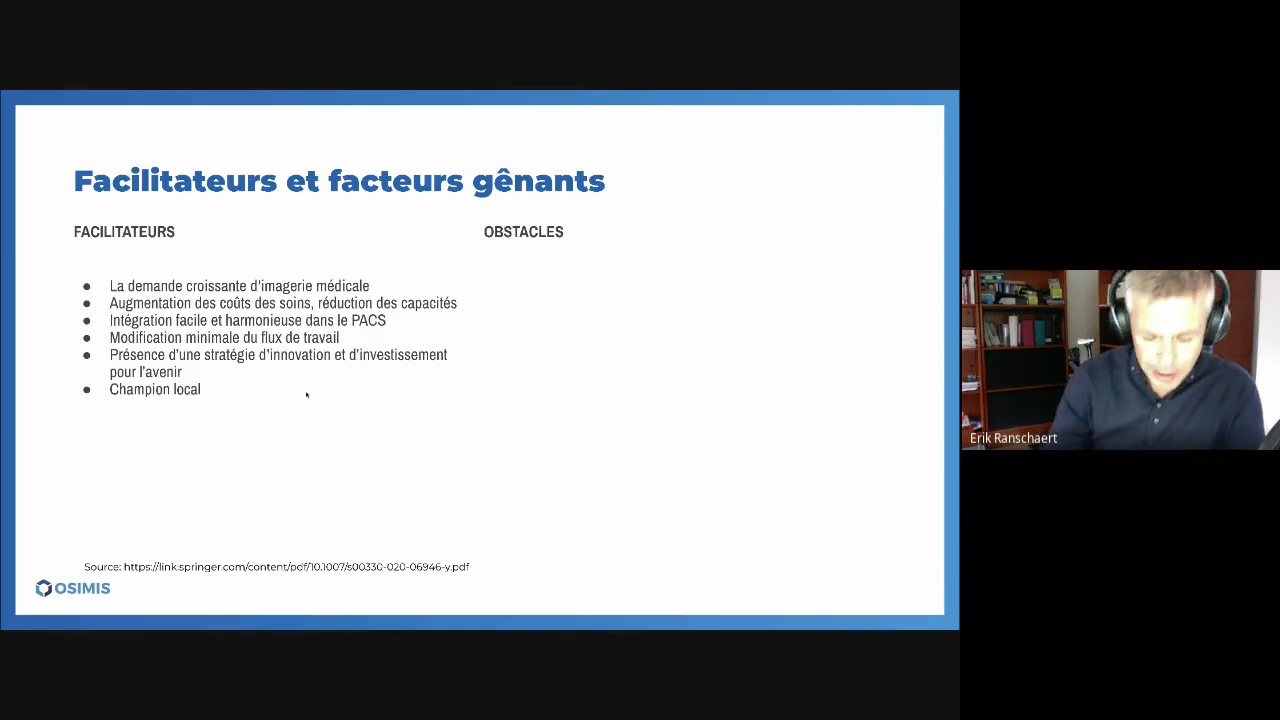 Facilitateurs et facteurs gênants
FACILITATEURS
OBSTACLES
● La demande croissante d'imagerie médicale
● Augmentation des coûts des soins, réduction des capacités
● Intégration facile et harmonieuse dans le PACS
● Modification minimale du flux de travail
● Présence d'une stratégie d'innovation et d'investissement
pour l'avenir
● Champion local
Source: https://link.springer.com/content/pdf/10.1007/s00330-020-06946-y.pdf
OSIMIS
Erik Ranschaert